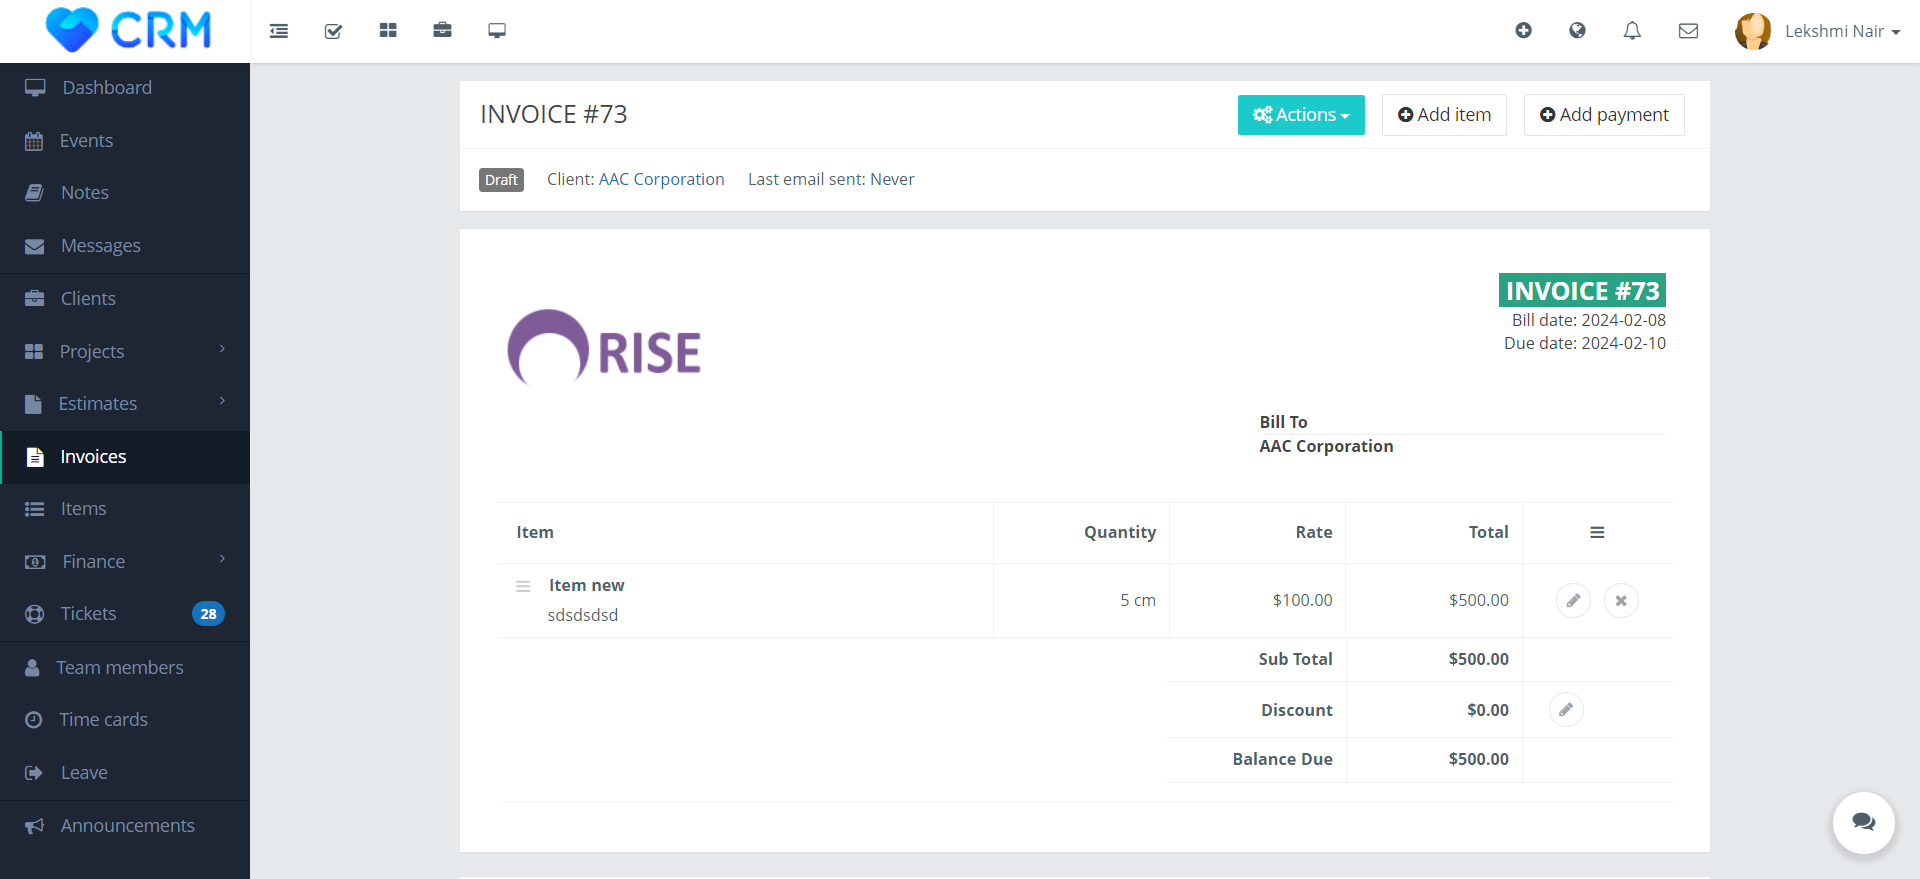 CRM
Lekshmi Nair
Dashboard
Events
Notes
Messages
Clients
Projects
Estimates
Invoices
Items
Finance
Tickets 28
Team members
Time cards
Leave
Announcements
INVOICE #73
Actions
Add item
Add payment
Draft Client: AAC Corporation Last email sent: Never
RISE
INVOICE #73
Bill date: 2024-02-08
Due date: 2024-02-10
Bill To
AAC Corporation
Item Quantity Rate Total
Item new
sdsdsdsd
5 cm $100.00 $500.00
Sub Total $500.00
Discount $0.00
Balance Due $500.00